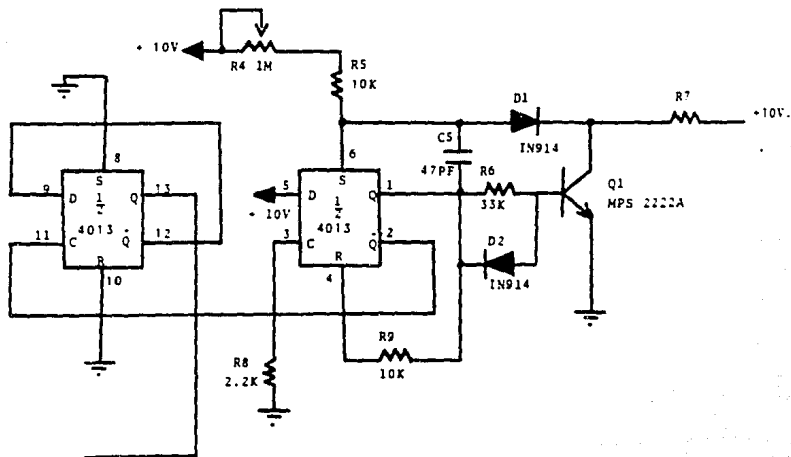 + 10V
R4 1M
R5
10K
D1
IN914
R7
+10V.
C5
47PF
8
S
9
D
Q
13
1/2
4013
11
C
Q̄
12
R
10
6
S
5
D
Q
1
+ 10V
1/2
4013
3
C
Q̄
2
R
4
R6
33K
Q1
MPS 2222A
D2
IN914
R9
10K
R8
2.2K